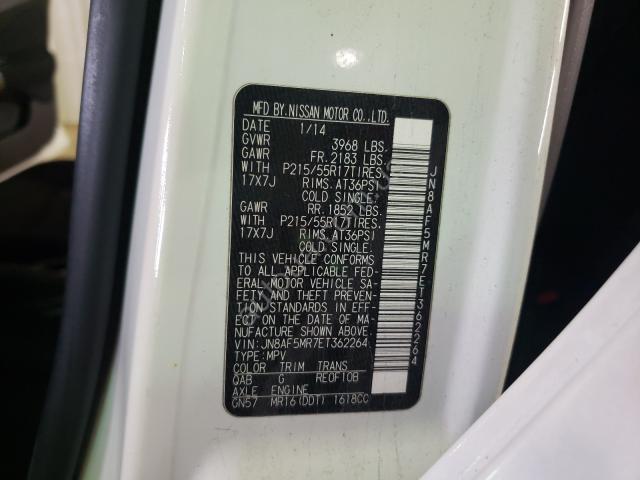 MFD BY.NISSAN MOTOR CO.,LTD.
DATE 1/14
GVWR 3968 LBS.
GAWR FR. 2183 LBS.
WITH P215/55R17TIRES.
17X7J RIMS. AT36PSI
COLD SINGLE.
GAWR RR. 1852 LBS.
WITH P215/55R17TIRES.
17X7J RIMS. AT36PSI
COLD SINGLE.
THIS VEHICLE CONFORMS
TO ALL APPLICABLE FED-
ERAL MOTOR VEHICLE SA-
FETY AND THEFT PREVEN-
TION STANDARDS IN EFF-
ECT ON THE DATE OF MA-
NUFACTURE SHOWN ABOVE.
VIN:JN8AF5MR7ET362264
TYPE:MPV
COLOR TRIM TRANS
QAB G RE0F10B
AXLE ENGINE
GN57 MR16(DDT) 1618CC
JN8AF5MR7ET362264